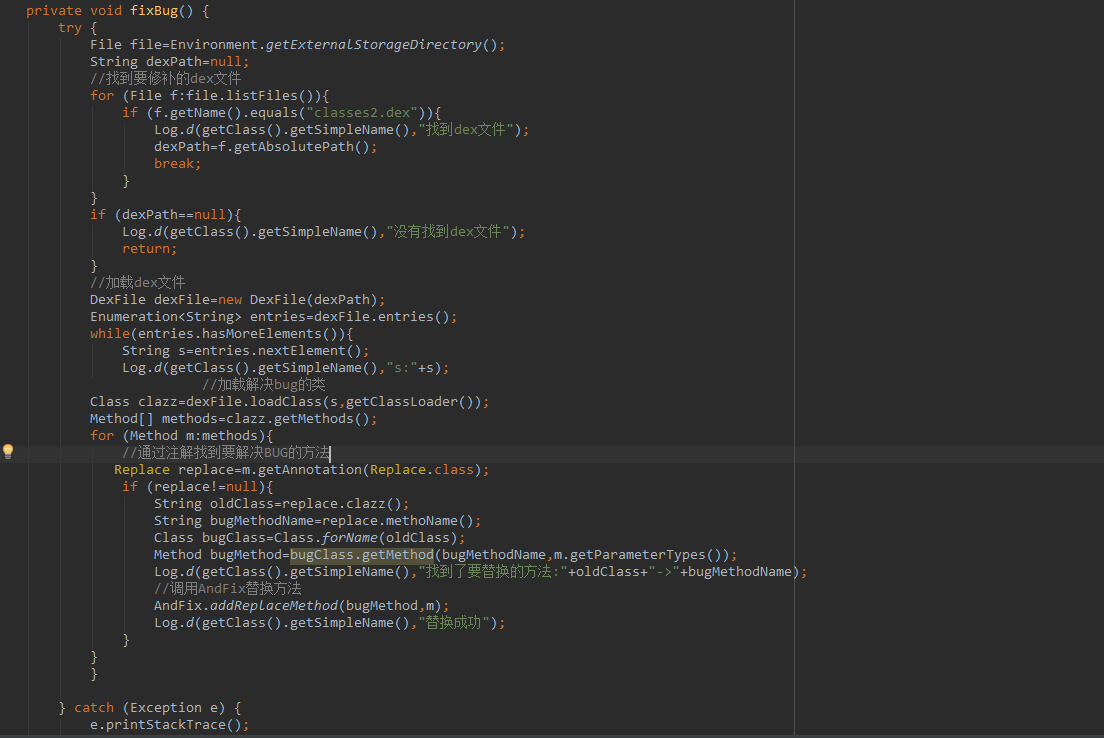 private void fixBug() {
try {
File file=Environment.getExternalStorageDirectory();
String dexPath=null;
//找到要修补的dex文件
for (File f:file.listFiles()){
if (f.getName().equals("classes2.dex")){
Log.d(getClass().getSimpleName(),"找到dex文件");
dexPath=f.getAbsolutePath();
break;
}
}
if (dexPath==null){
Log.d(getClass().getSimpleName(),"没有找到dex文件");
return;
}
//加载dex文件
DexFile dexFile=new DexFile(dexPath);
Enumeration<String> entries=dexFile.entries();
while(entries.hasMoreElements()){
String s=entries.nextElement();
Log.d(getClass().getSimpleName(),"s:"+s);
//加载解决bug的类
Class clazz=dexFile.loadClass(s,getClassLoader());
Method[] methods=clazz.getMethods();
for (Method m:methods){
//通过注解找到要解决BUG的方法
Replace replace=m.getAnnotation(Replace.class);
if (replace!=null){
String oldClass=replace.clazz();
String bugMethodName=replace.methoName();
Class bugClass=Class.forName(oldClass);
Method bugMethod=bugClass.getMethod(bugMethodName,m.getParameterTypes());
Log.d(getClass().getSimpleName(),"找到了要替换的方法:"+oldClass+"->"+bugMethodName);
//调用AndFix替换方法
AndFix.addReplaceMethod(bugMethod,m);
Log.d(getClass().getSimpleName(),"替换成功");
}
}
}
} catch (Exception e) {
e.printStackTrace();